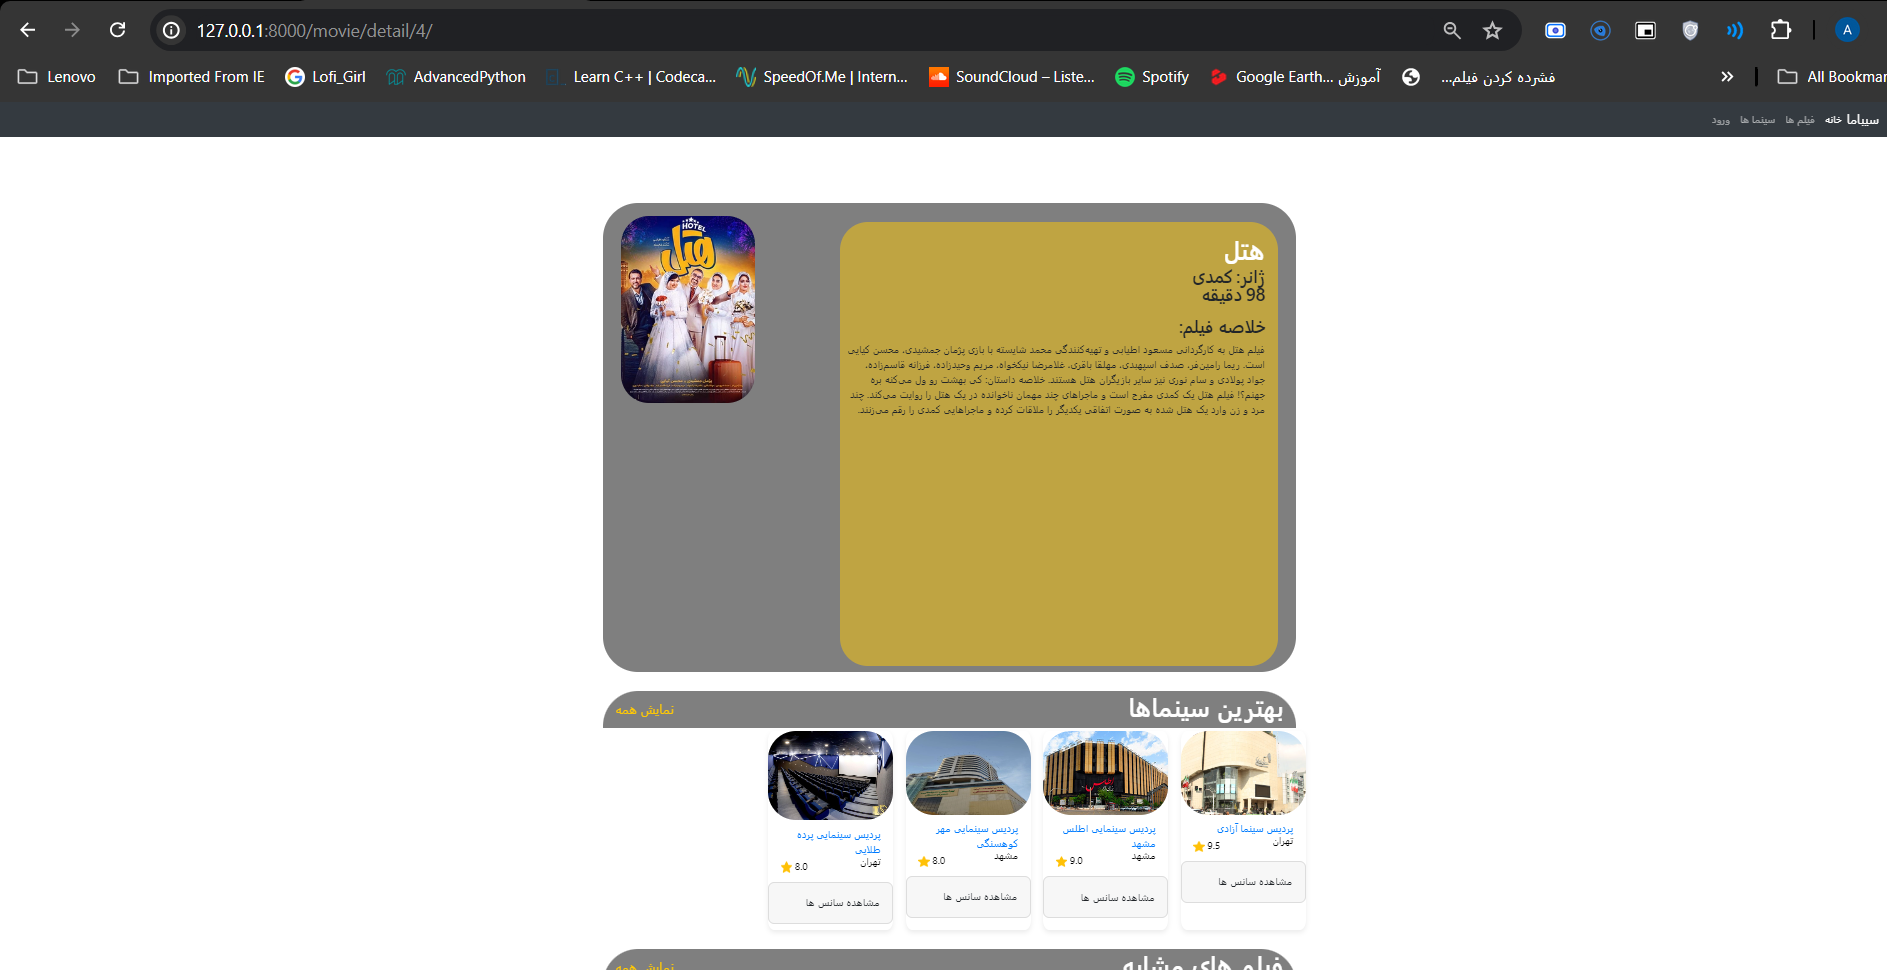 127.0.0.1:8000/movie/detail/4/
Lenovo
Imported From IE
Lofi_Girl
AdvancedPython
Learn C++ | Codeca...
SpeedOf.Me | Intern...
SoundCloud – Liste...
Spotify
Google Earth... آموزش
فشرده کردن فیلم...
»
All Bookmar
A
سیباما خانه فیلم ها سینما ها ورود
HOTEL
هتل
هتل
ژانر: کمدی
98 دقیقه
خلاصه فیلم:
فیلم هتل به کارگردانی مسعود اطیابی و تهیه‌کنندگی محمد شایسته با بازی پژمان جمشیدی، محسن کیایی
است. ریما رامین‌فر، صدف اسپهبدی، مهلقا باقری، غلامرضا نیکخواه، مریم وحیدزاده، فرزانه قاسم‌زاده،
جواد پولادی و سام نوری نیز سایر بازیگران هتل هستند. خلاصه داستان: کی بهشت رو ول می‌کنه بره
جهنم؟! فیلم هتل یک کمدی مفرح است و ماجراهای چند مهمان ناخوانده در یک هتل را روایت می‌کند. چند
مرد و زن وارد یک هتل شده به صورت اتفاقی یکدیگر را ملاقات کرده و ماجراهایی کمدی را رقم می‌زنند.
بهترین سینماها
نمایش همه
پردیس سینما آزادی
تهران
9.5
مشاهده سانس ها
پردیس سینمایی اطلس
مشهد
مشهد
9.0
مشاهده سانس ها
پردیس سینمایی مهر
کوهسنگی
مشهد
8.0
مشاهده سانس ها
پردیس سینمایی پرده
طلایی
تهران
8.0
مشاهده سانس ها
فیلم های مشابه
نمایش همه